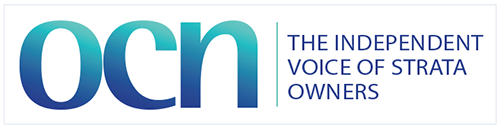 ocn
THE INDEPENDENT
VOICE OF STRATA
OWNERS